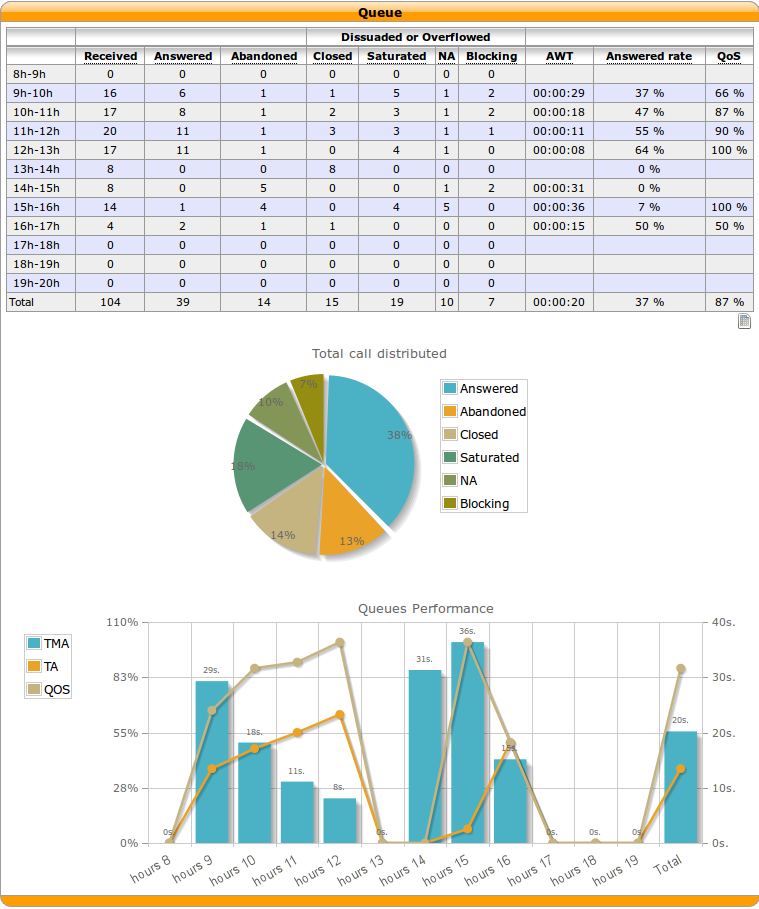 Queue
Dissuaded or Overflowed
Received Answered Abandoned Closed Saturated NA Blocking AWT Answered rate QoS
8h-9h 0 0 0 0 0 0 0
9h-10h 16 6 1 1 5 1 2 00:00:29 37 % 66 %
10h-11h 17 8 1 2 3 1 2 00:00:18 47 % 87 %
11h-12h 20 11 1 3 3 1 1 00:00:11 55 % 90 %
12h-13h 17 11 1 0 4 1 0 00:00:08 64 % 100 %
13h-14h 8 0 0 8 0 0 0 0 %
14h-15h 8 0 5 0 0 1 2 00:00:31 0 %
15h-16h 14 1 4 0 4 5 0 00:00:36 7 % 100 %
16h-17h 4 2 1 1 0 0 0 00:00:15 50 % 50 %
17h-18h 0 0 0 0 0 0 0
18h-19h 0 0 0 0 0 0 0
19h-20h 0 0 0 0 0 0 0
Total 104 39 14 15 19 10 7 00:00:20 37 % 87 %
Total call distributed
7%
10%
38%
18%
14%
13%
Answered
Abandoned
Closed
Saturated
NA
Blocking
Queues Performance
TMA
TA
QOS
110%
83%
55%
28%
0%
40s.
30s.
20s.
10s.
0s.
0s. 29s. 18s. 11s. 8s. 0s. 31s. 36s. 15s. 0s. 0s. 0s. 20s.
hours 8 hours 9 hours 10 hours 11 hours 12 hours 13 hours 14 hours 15 hours 16 hours 17 hours 18 hours 19 Total